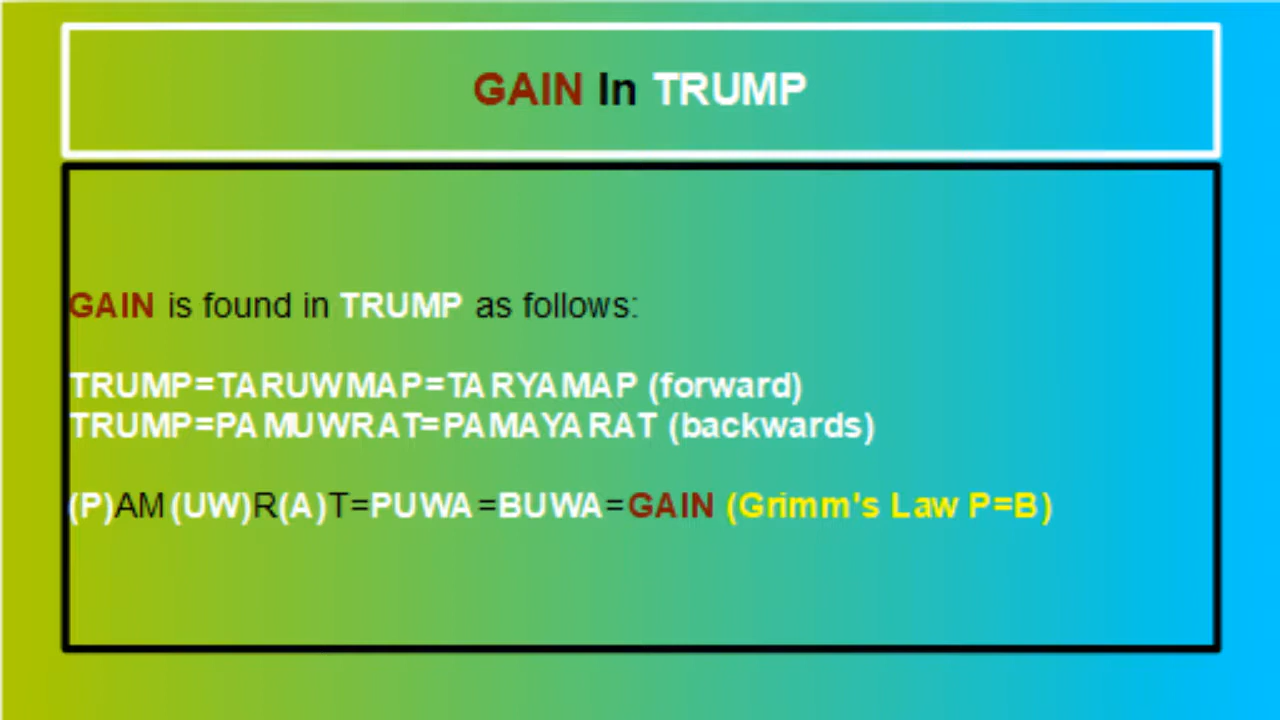 GAIN In TRUMP
GAIN is found in TRUMP as follows:
TRUMP=TARUWMAP=TARYAMAP (forward)
TRUMP=PAMUWRAT=PAMAYARAT (backwards)
(P)AM(UW)R(A)T=PUWA=BUWA=GAIN (Grimm's Law P=B)